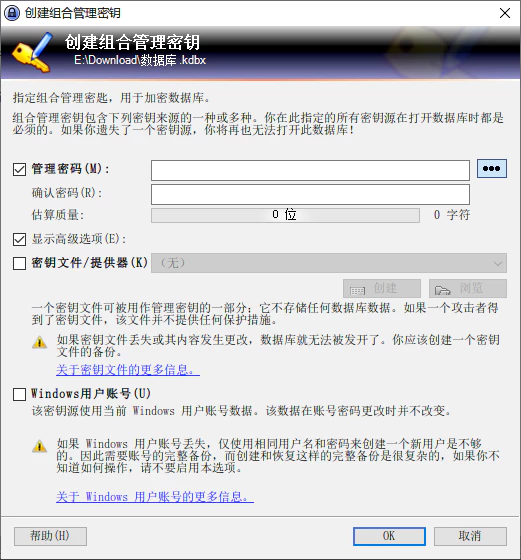 创建组合管理密钥
创建组合管理密钥
E:\Download\数据库 .kdbx
指定组合管理密匙，用于加密数据库。
组合管理密钥包含下列密钥来源的一种或多种。你在此指定的所有密钥源在打开数据库时都是
必须的。如果你遗失了一个密钥源，你将再也无法打开此数据库！
管理密码(M):
确认密码(R):
估算质量:
0 位
0 字符
显示高级选项(E):
密钥文件/提供器(K)
（无）
创建
浏览
一个密钥文件可被用作管理密钥的一部分；它不存储任何数据库数据。如果一个攻击者得
到了密钥文件，该文件并不提供任何保护措施。
如果密钥文件丢失或其内容发生更改，数据库就无法被发开了。你应该创建一个密钥
文件的备份。
关于密钥文件的更多信息。
Windows用户账号(U)
该密钥源使用当前 Windows 用户账号数据。该数据在账号密码更改时并不改变。
如果 Windows 用户账号丢失，仅使用相同用户名和密码来创建一个新用户是不够
的。因此需要账号的完整备份，而创建和恢复这样的完整备份是很复杂的，如果你不
知道如何操作，请不要启用本选项。
关于 Windows 用户账号的更多信息。
帮助(H)
OK
取消